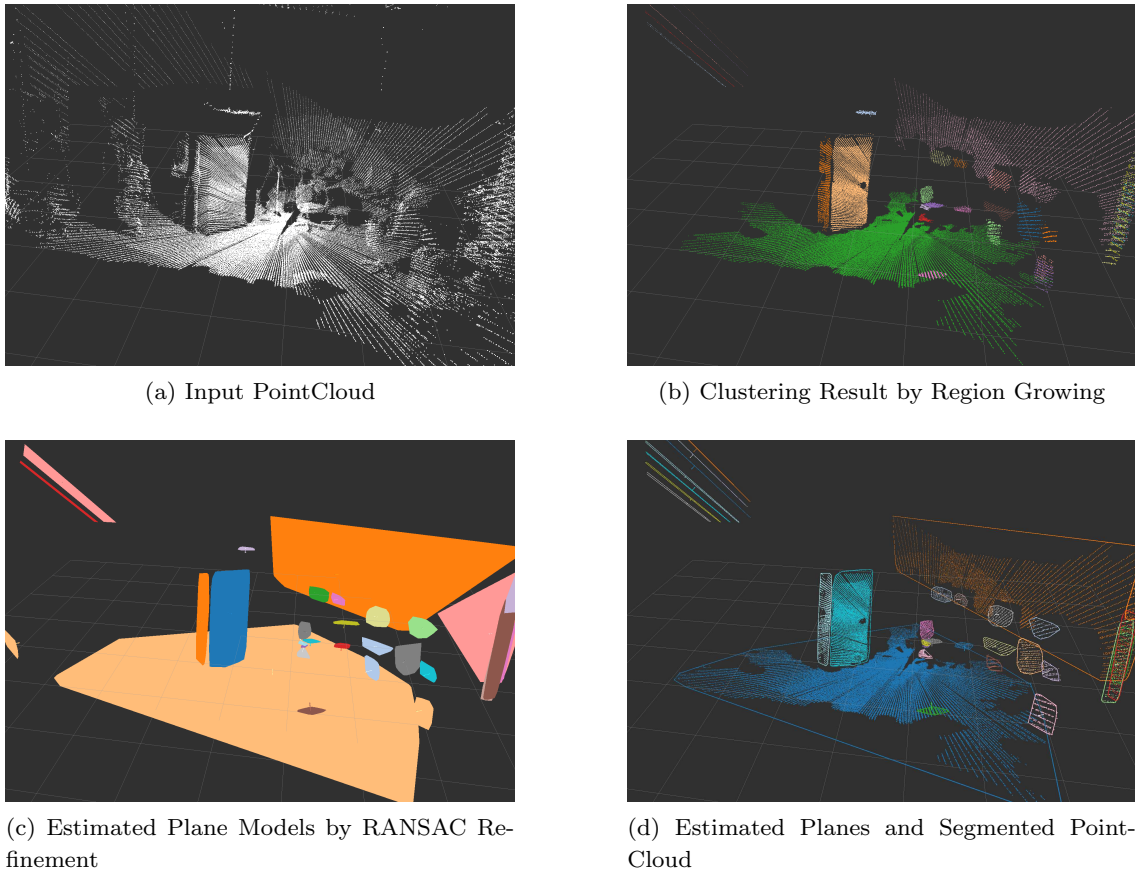 (a) Input PointCloud
(b) Clustering Result by Region Growing
(c) Estimated Plane Models by RANSAC Re-
finement
(d) Estimated Planes and Segmented Point-
Cloud